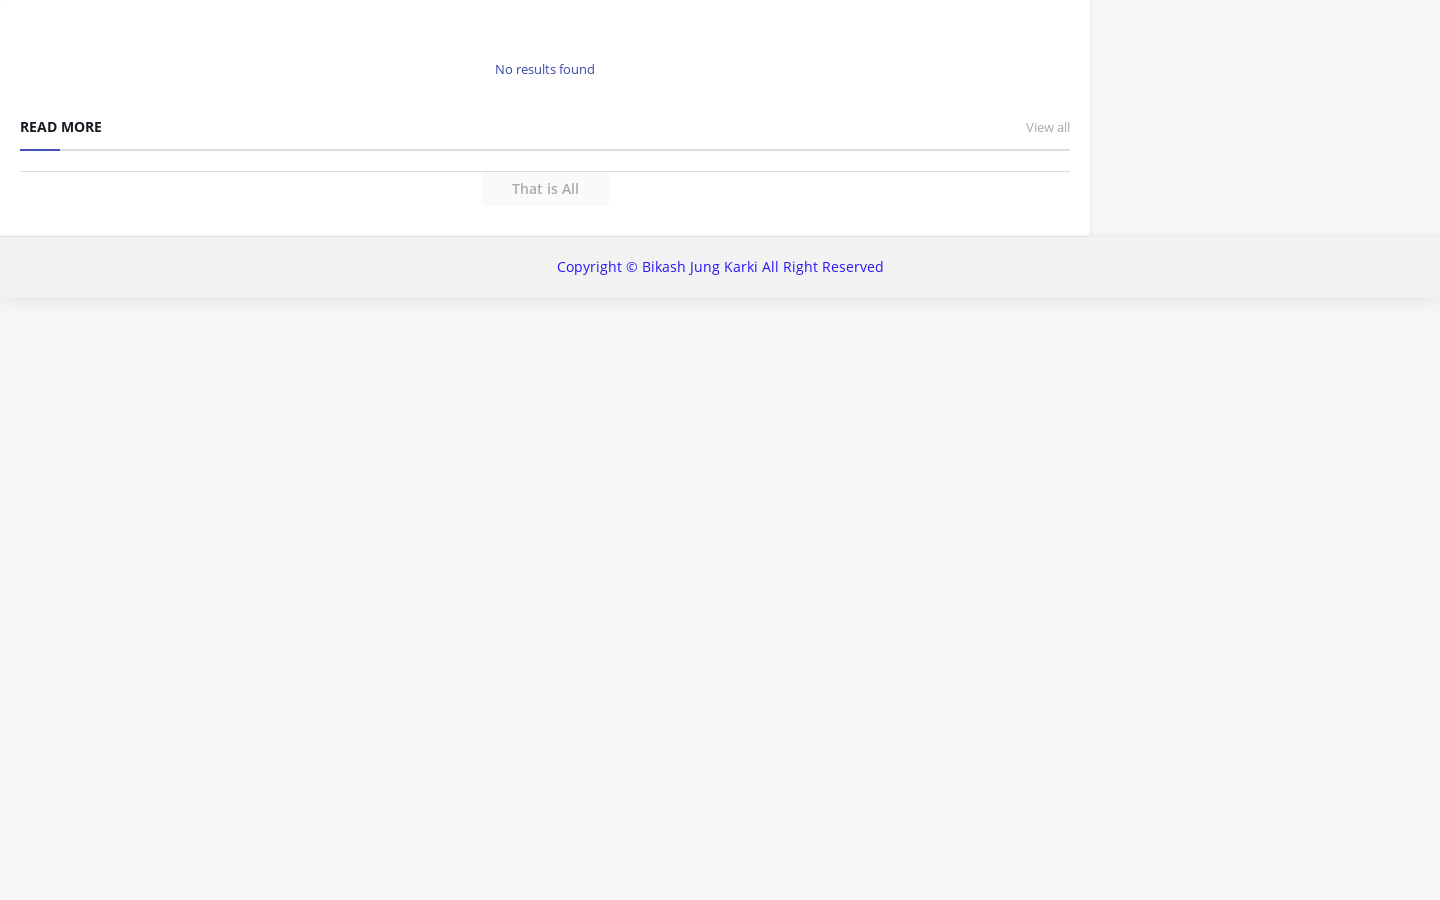 No results found
READ MORE
View all
That is All
Copyright © Bikash Jung Karki All Right Reserved